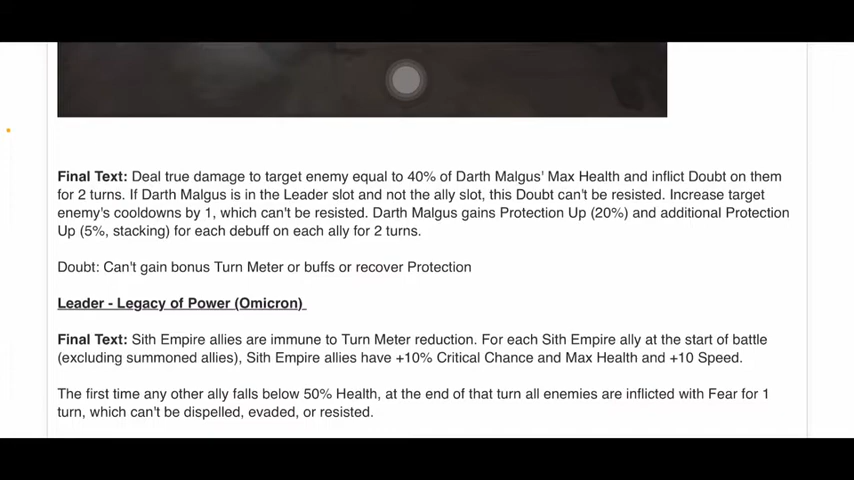 Final Text: Deal true damage to target enemy equal to 40% of Darth Malgus' Max Health and inflict Doubt on them
for 2 turns. If Darth Malgus is in the Leader slot and not the ally slot, this Doubt can't be resisted. Increase target
enemy's cooldowns by 1, which can't be resisted. Darth Malgus gains Protection Up (20%) and additional Protection
Up (5%, stacking) for each debuff on each ally for 2 turns.
Doubt: Can't gain bonus Turn Meter or buffs or recover Protection
Leader - Legacy of Power (Omicron)
Final Text: Sith Empire allies are immune to Turn Meter reduction. For each Sith Empire ally at the start of battle
(excluding summoned allies), Sith Empire allies have +10% Critical Chance and Max Health and +10 Speed.
The first time any other ally falls below 50% Health, at the end of that turn all enemies are inflicted with Fear for 1
turn, which can't be dispelled, evaded, or resisted.